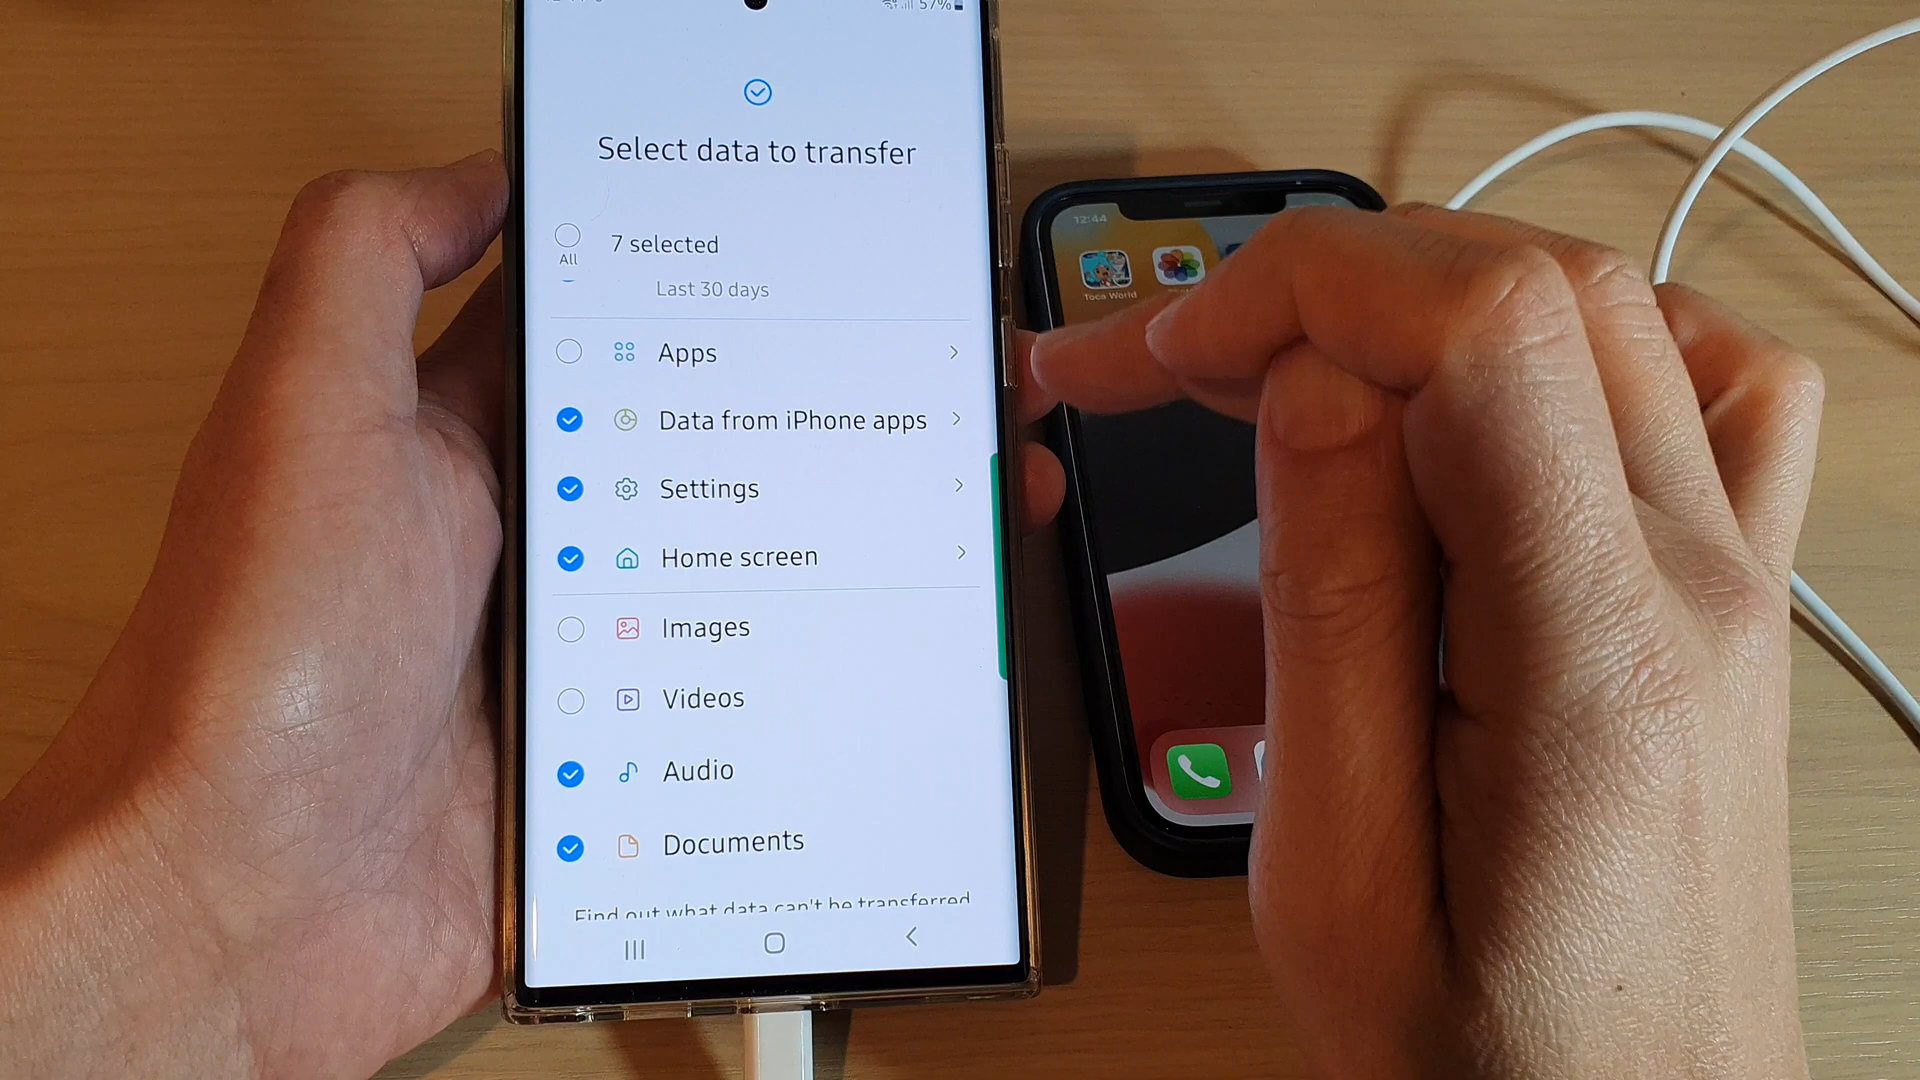 57%
Select data to transfer
All
7 selected
Last 30 days
Apps
Data from iPhone apps
Settings
Home screen
Images
Videos
Audio
Documents
Find out what data can't be transferred
12:44
Toca World